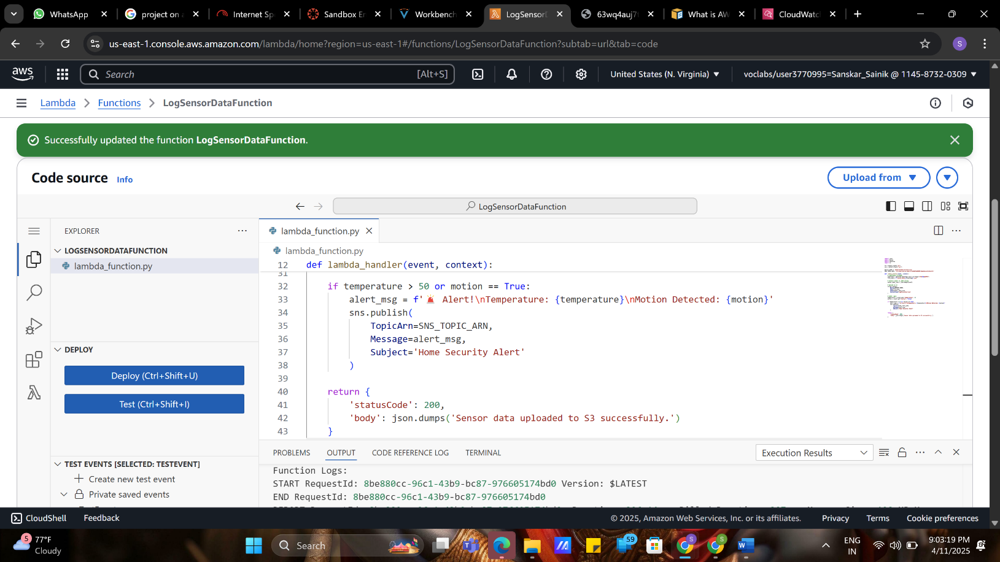 WhatsApp
project on a
Internet Sp
Sandbox En
Workbench
LogSensorD
63wq4auj7
What is AW
CloudWatc
us-east-1.console.aws.amazon.com/lambda/home?region=us-east-1#/functions/LogSensorDataFunction?subtab=url&tab=code
S
aws
Search
[Alt+S]
United States (N. Virginia)
voclabs/user3770995=Sanskar_Sainik @ 1145-8732-0309
Lambda > Functions > LogSensorDataFunction
Successfully updated the function LogSensorDataFunction.
Code source Info
Upload from
LogSensorDataFunction
EXPLORER
LOGSENSORDATAFUNCTION
lambda_function.py
DEPLOY
Deploy (Ctrl+Shift+U)
Test (Ctrl+Shift+I)
TEST EVENTS [SELECTED: TESTEVENT]
Create new test event
Private saved events
lambda_function.py
lambda_function.py
12 def lambda_handler(event, context):
31
32 if temperature > 50 or motion == True:
33 alert_msg = f'🚨 Alert!\nTemperature: {temperature}\nMotion Detected: {motion}'
34 sns.publish(
35 TopicArn=SNS_TOPIC_ARN,
36 Message=alert_msg,
37 Subject='Home Security Alert'
38 )
39
40 return {
41 'statusCode': 200,
42 'body': json.dumps('Sensor data uploaded to S3 successfully.')
43 }
PROBLEMS OUTPUT CODE REFERENCE LOG TERMINAL
Execution Results
Function Logs:
START RequestId: 8be880cc-96c1-43b9-bc87-976605174bd0 Version: $LATEST
END RequestId: 8be880cc-96c1-43b9-bc87-976605174bd0
CloudShell Feedback
© 2025, Amazon Web Services, Inc. or its affiliates. Privacy Terms Cookie preferences
5
77°F
Cloudy
Search
59
S
S
ENG
IN
9:03:19 PM
4/11/2025